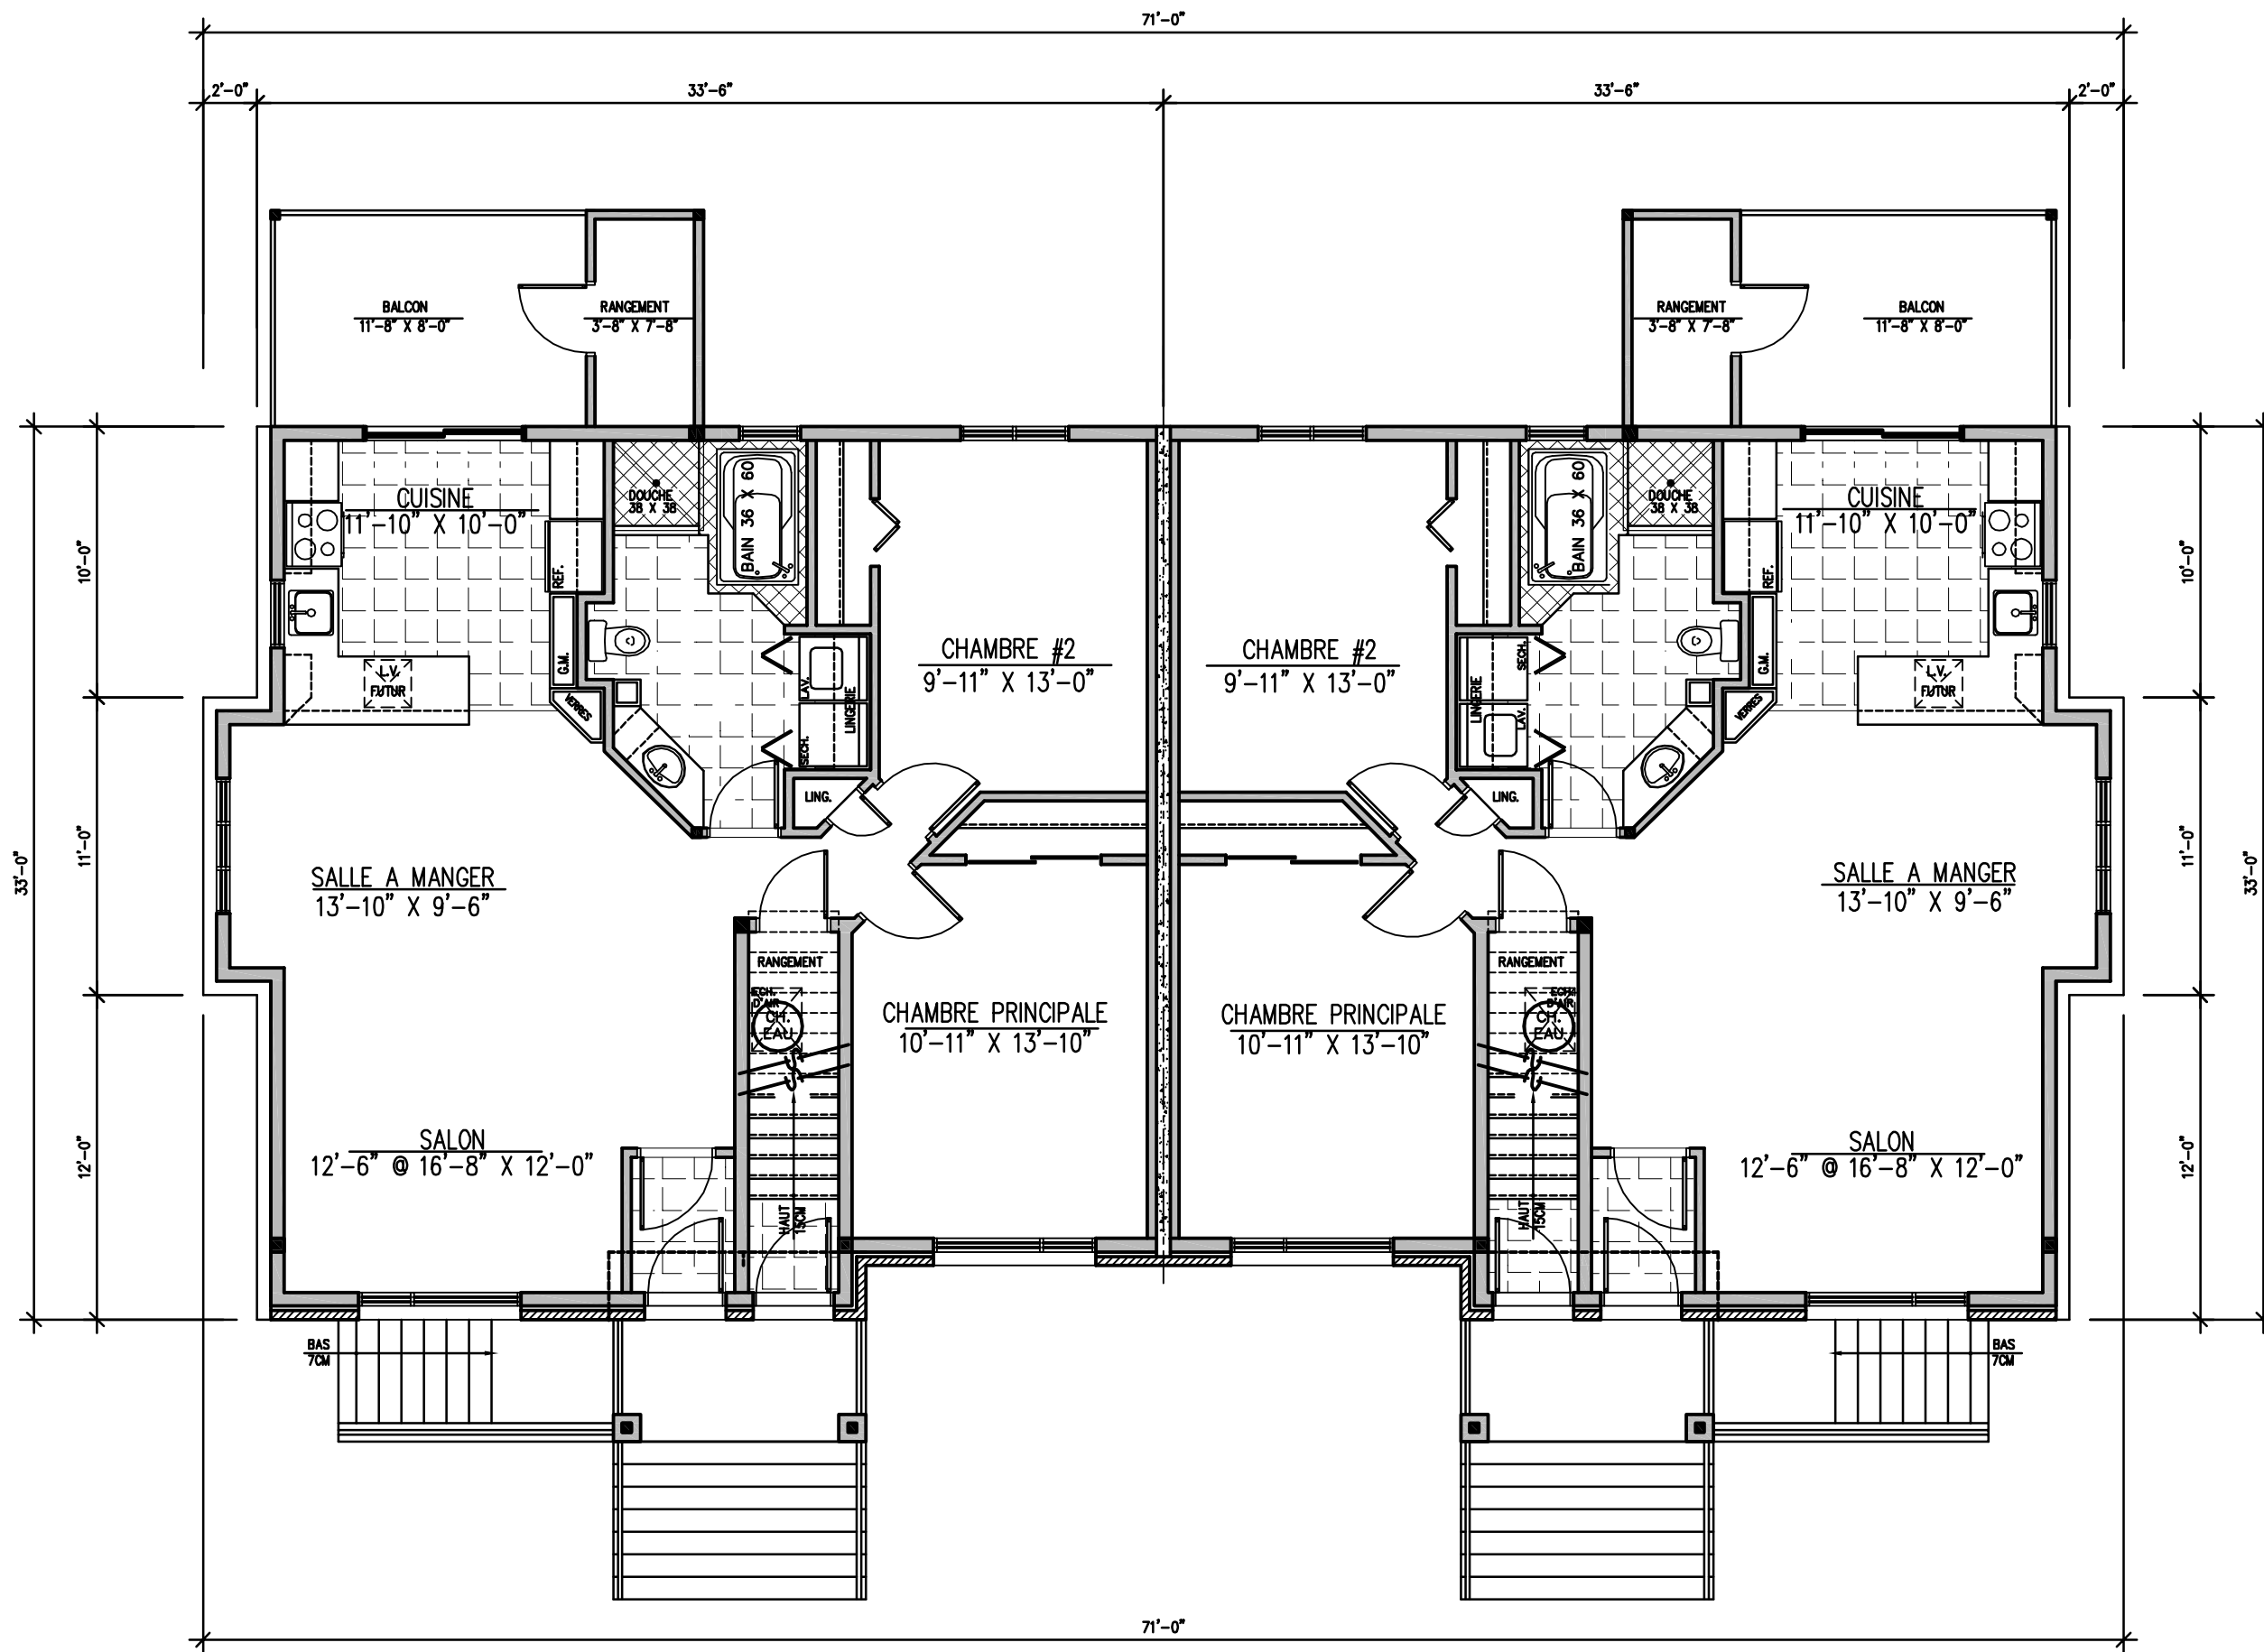 71'-0"
2'-0" 33'-6" 33'-6" 2'-0"
BALCON
11'-8" X 8'-0"
RANGEMENT
3'-8" X 7'-8"
RANGEMENT
3'-8" X 7'-8"
BALCON
11'-8" X 8'-0"
CUISINE
11'-10" X 10'-0"
DOUCHE
38 X 38
BAIN 36 X 60
BAIN 36 X 60
DOUCHE
38 X 38
CUISINE
11'-10" X 10'-0"
10'-0"
REF.
REF.
10'-0"
G.M.
CHAMBRE #2
9'-11" X 13'-0"
CHAMBRE #2
9'-11" X 13'-0"
G.M.
L.V.
FUTUR
VERRES
LAV.
LINGERIE
SECH.
SECH.
LINGERIE
LAV.
VERRES
L.V.
FUTUR
LING.
LING.
33'-0"
11'-0"
SALLE A MANGER
13'-10" X 9'-6"
SALLE A MANGER
13'-10" X 9'-6"
11'-0"
33'-0"
RANGEMENT
ECH.
D'AIR
CH.
EAU
CHAMBRE PRINCIPALE
10'-11" X 13'-10"
CHAMBRE PRINCIPALE
10'-11" X 13'-10"
RANGEMENT
ECH.
D'AIR
CH.
EAU
12'-0"
SALON
12'-6" @ 16'-8" X 12'-0"
SALON
12'-6" @ 16'-8" X 12'-0"
12'-0"
HAUT
15CM
HAUT
15CM
BAS
7CM
BAS
7CM
71'-0"